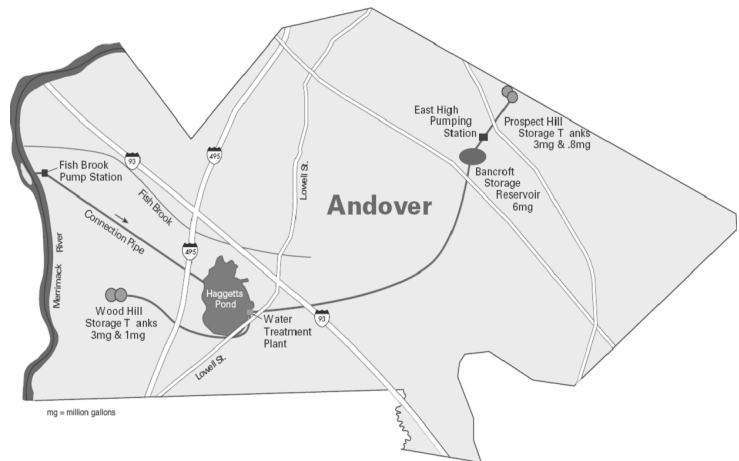 East High
Pumping
Station
Prospect Hill
Storage T anks
3mg & .8mg
93
495
Lowell St.
Fish Brook
Pump Station
Bancroft
Storage
Reservoir
6mg
Fish Brook
Andover
Connection Pipe
Merrimack River
495
Haggetts
Pond
Wood Hill
Storage T anks
3mg & 1mg
Water
Treatment
Plant
93
Lowell St.
mg = million gallons